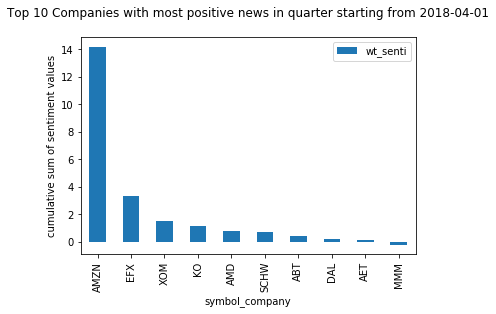 Top 10 Companies with most positive news in quarter starting from 2018-04-01
wt_senti
cumulative sum of sentiment values
14
12
10
8
6
4
2
0
AMZN
EFX
XOM
KO
AMD
SCHW
ABT
DAL
AET
MMM
symbol_company